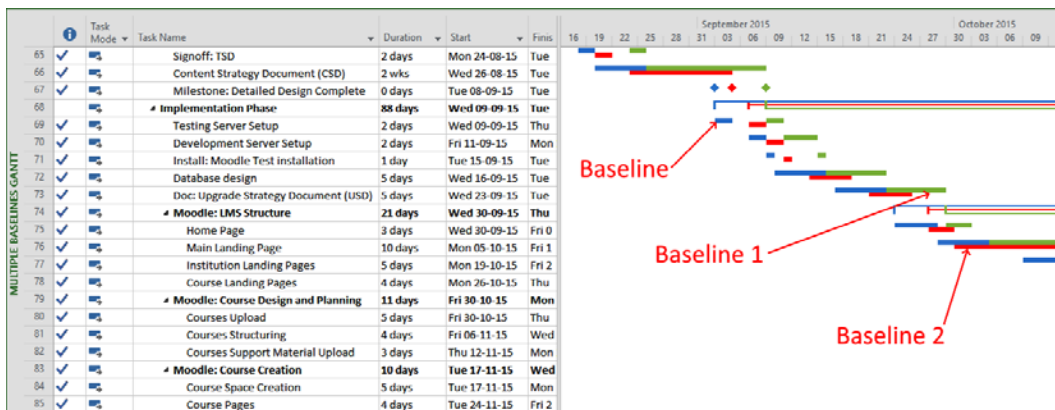 September 2015 October 2015
Task Mode Task Name Duration Start Finis
16 19 22 25 28 31 03 06 09 12 15 18 21 24 27 30 03 06 09
65 Signoff: TSD 2 days Mon 24-08-15 Tue
66 Content Strategy Document (CSD) 2 wks Wed 26-08-15 Tue
67 Milestone: Detailed Design Complete 0 days Tue 08-09-15 Tue
68 Implementation Phase 88 days Wed 09-09-15 Tue
69 Testing Server Setup 2 days Wed 09-09-15 Thu
70 Development Server Setup 2 days Fri 11-09-15 Mon
71 Install: Moodle Test installation 1 day Tue 15-09-15 Tue
72 Database design 5 days Wed 16-09-15 Tue
73 Doc: Upgrade Strategy Document (USD) 5 days Wed 23-09-15 Tue
74 Moodle: LMS Structure 21 days Wed 30-09-15 Thu
75 Home Page 3 days Wed 30-09-15 Fri 0
76 Main Landing Page 10 days Mon 05-10-15 Fri 1
77 Institution Landing Pages 5 days Mon 19-10-15 Fri 2
78 Course Landing Pages 4 days Mon 26-10-15 Thu
79 Moodle: Course Design and Planning 11 days Fri 30-10-15 Mon
80 Courses Upload 5 days Fri 30-10-15 Thu
81 Courses Structuring 4 days Fri 06-11-15 Wed
82 Courses Support Material Upload 3 days Thu 12-11-15 Mon
83 Moodle: Course Creation 10 days Tue 17-11-15 Wed
84 Course Space Creation 5 days Tue 17-11-15 Mon
85 Course Pages 4 days Tue 24-11-15 Fri 2
MULTIPLE BASELINES GANTT
Baseline
Baseline 1
Baseline 2